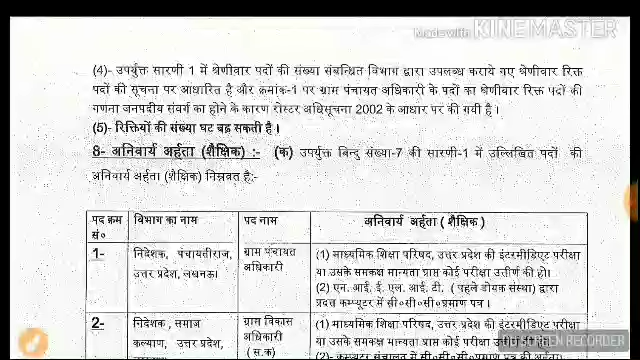 Made with KINEMASTER
(4)- उपर्युक्त सारणी 1 में श्रेणीवार पदों की संख्या संबन्धित विभाग द्वारा उपलब्ध कराये गए श्रेणीवार रिक्त
पदों की सूचना पर आधारित है और क्रमांक-1 पर ग्राम पंचायत अधिकारी के पदों का श्रेणीवार रिक्त पदों की
गणना जनपदीय संवर्ग का होने के कारण रोस्टर अधिसूचना 2002 के आधार पर की गयी है ।
(5)- रिक्तियों की संख्या घट बढ़ सकती है ।
8- अनिवार्य अर्हता (शैक्षिक) :- (क) उपर्युक्त बिन्दु संख्या-7 की सारणी-1 में उल्लिखित पदों की
अनिवार्य अर्हता (शैक्षिक) निम्नवत है:-
पद क्रम सं० विभाग का नाम पद नाम अनिवार्य अर्हता ( शैक्षिक )
1- निदेशक, पंचायतीराज, ग्राम पंचायत (1) माध्यमिक शिक्षा परिषद, उत्तर प्रदेश की इंटरमीडिएट परीक्षा
उत्तर प्रदेश, लखनऊ। अधिकारी या उसके समकक्ष मान्यता प्राप्त कोई परीक्षा उत्तीर्ण की हो।
(2) एन. आई. ई. एल. आई. टी. ( पहले डोयक संस्था) द्वारा
प्रदत्त कम्प्यूटर में सी०सी०सी०प्रमाण पत्र ।
2- निदेशक, समाज ग्राम विकास (1) माध्यमिक शिक्षा परिषद, उत्तर प्रदेश की इंटरमीडिएट परीक्षा
कल्याण, उत्तर प्रदेश, अधिकारी या उसके समकक्ष मान्यता प्राप्त कोई परीक्षा
(स.क) (2)
SCREEN RECORDER